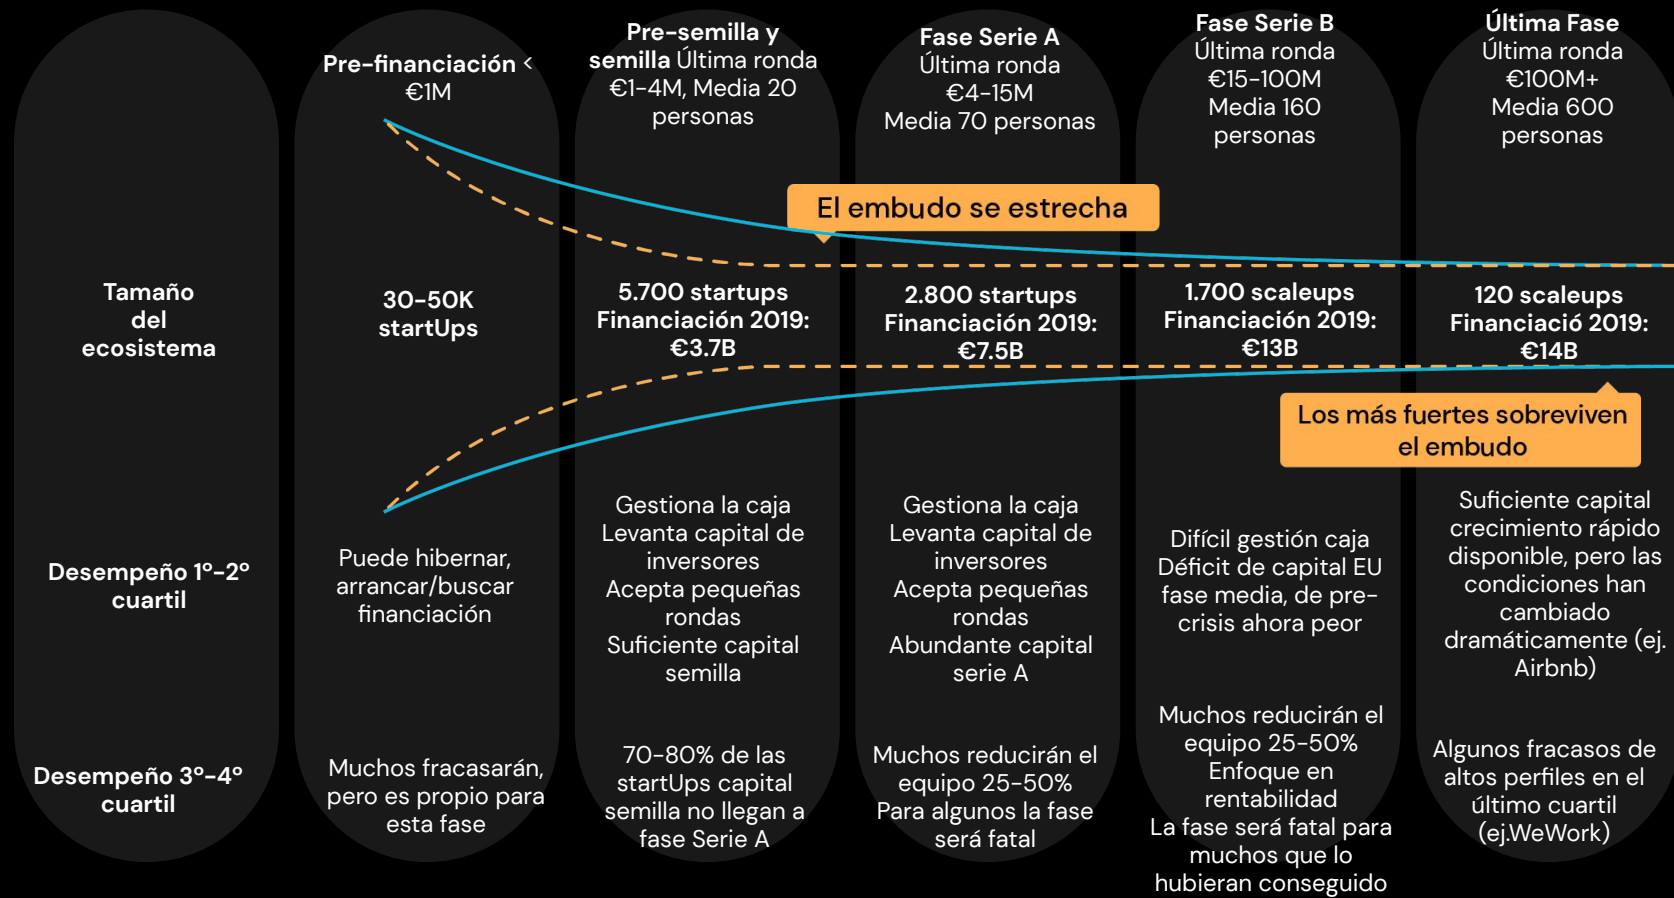 Pre-financiación <
€1M
Pre-semilla y
semilla Última ronda
€1-4M, Media 20
personas
Fase Serie A
Última ronda
€4-15M
Media 70 personas
Fase Serie B
Última ronda
€15-100M
Media 160
personas
Última Fase
Última ronda
€100M+
Media 600
personas
El embudo se estrecha
Tamaño
del
ecosistema
30-50K
startUps
5.700 startups
Financiación 2019:
€3.7B
2.800 startups
Financiación 2019:
€7.5B
1.700 scaleups
Financiación 2019:
€13B
120 scaleups
Financiació 2019:
€14B
Los más fuertes sobreviven
el embudo
Desempeño 1º-2º
cuartil
Puede hibernar,
arrancar/buscar
financiación
Gestiona la caja
Levanta capital de
inversores
Acepta pequeñas
rondas
Suficiente capital
semilla
Gestiona la caja
Levanta capital de
inversores
Acepta pequeñas
rondas
Abundante capital
serie A
Difícil gestión caja
Déficit de capital EU
fase media, de pre-
crisis ahora peor
Suficiente capital
crecimiento rápido
disponible, pero las
condiciones han
cambiado
dramáticamente (ej.
Airbnb)
Desempeño 3º-4º
cuartil
Muchos fracasarán,
pero es propio para
esta fase
70-80% de las
startUps capital
semilla no llegan a
fase Serie A
Muchos reducirán el
equipo 25-50%
Para algunos la fase
será fatal
Muchos reducirán el
equipo 25-50%
Enfoque en
rentabilidad
La fase será fatal para
muchos que lo
hubieran conseguido
Algunos fracasos de
altos perfiles en el
último cuartil
(ej.WeWork)